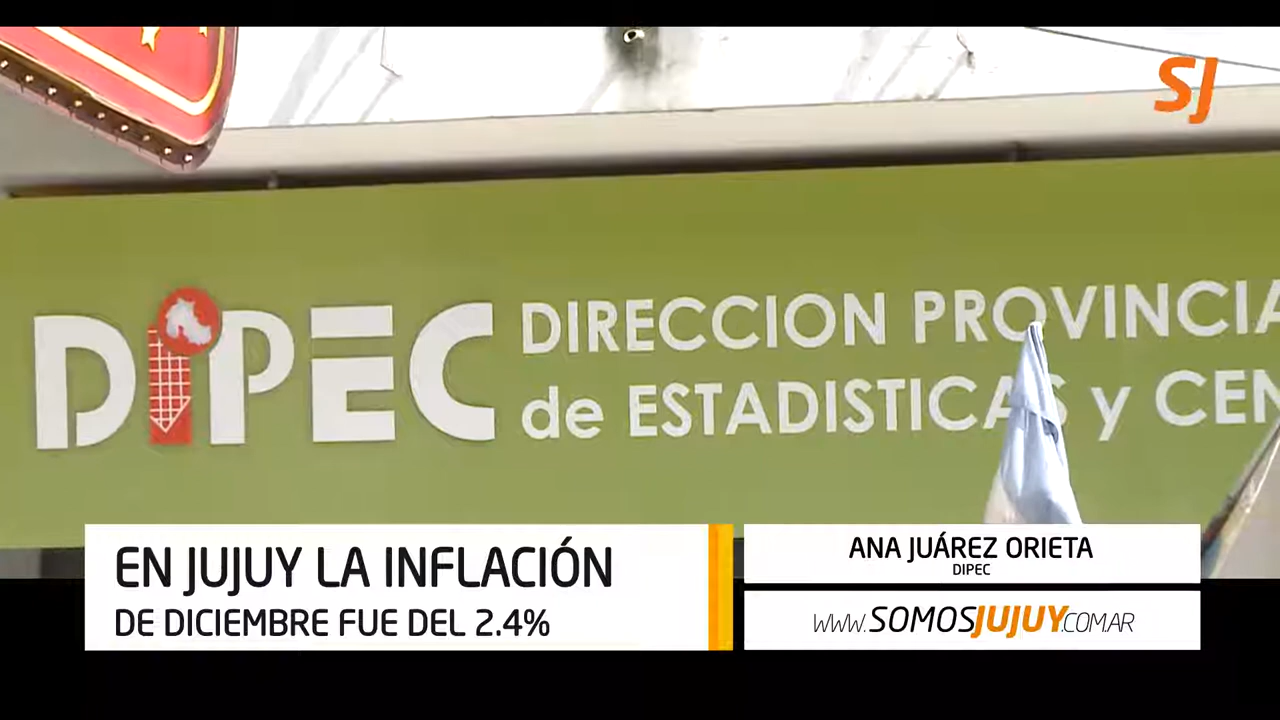 SJ
DIPEC
DIRECCION PROVINCIA
de ESTADISTICAS y CEN
EN JUJUY LA INFLACIÓN
DE DICIEMBRE FUE DEL 2.4%
ANA JUÁREZ ORIETA
DIPEC
WWW.SOMOSJUJUY.COM.AR